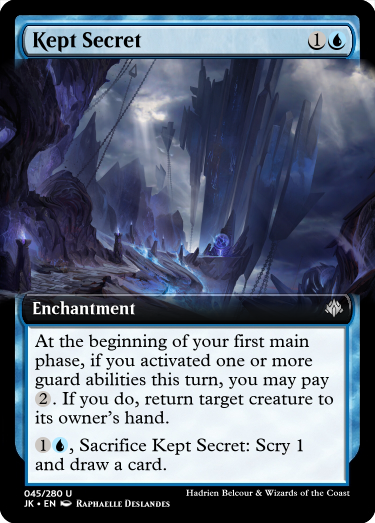 Kept Secret 1
Enchantment
At the beginning of your first main
phase, if you activated one or more
guard abilities this turn, you may pay
2. If you do, return target creature to
its owner's hand.
1, Sacrifice Kept Secret: Scry 1
and draw a card.
045/280 U Hadrien Belcour & Wizards of the Coast
JK • EN Raphaelle Deslandes